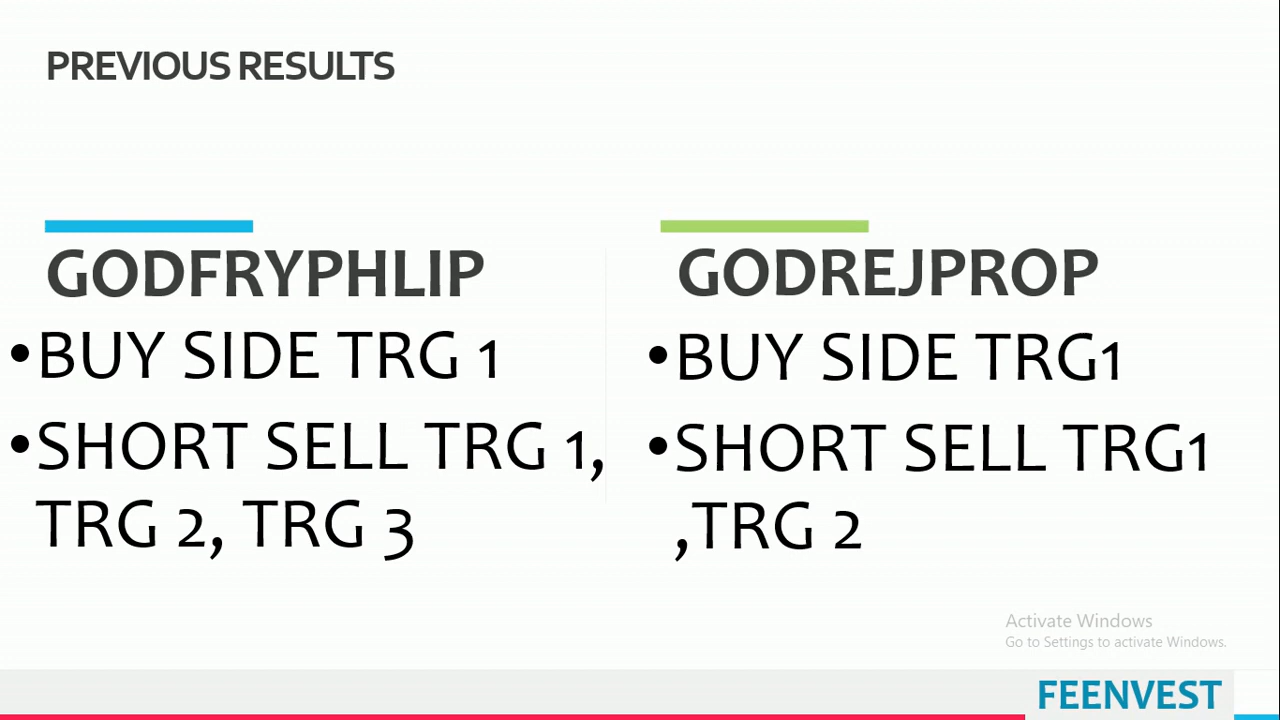 PREVIOUS RESULTS
GODFRYPHLIP
•BUY SIDE TRG 1
•SHORT SELL TRG 1,
TRG 2, TRG 3
GODREJPROP
•BUY SIDE TRG1
•SHORT SELL TRG1
,TRG 2
Activate Windows
Go to Settings to activate Windows.
FEENVEST